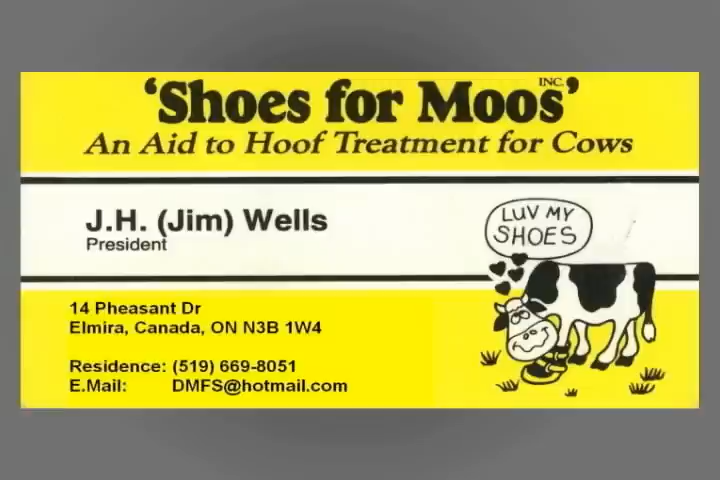 'Shoes for Moos' INC.
An Aid to Hoof Treatment for Cows
J.H. (Jim) Wells
President
LUV MY
SHOES
14 Pheasant Dr
Elmira, Canada, ON N3B 1W4
Residence: (519) 669-8051
E.Mail: DMFS@hotmail.com